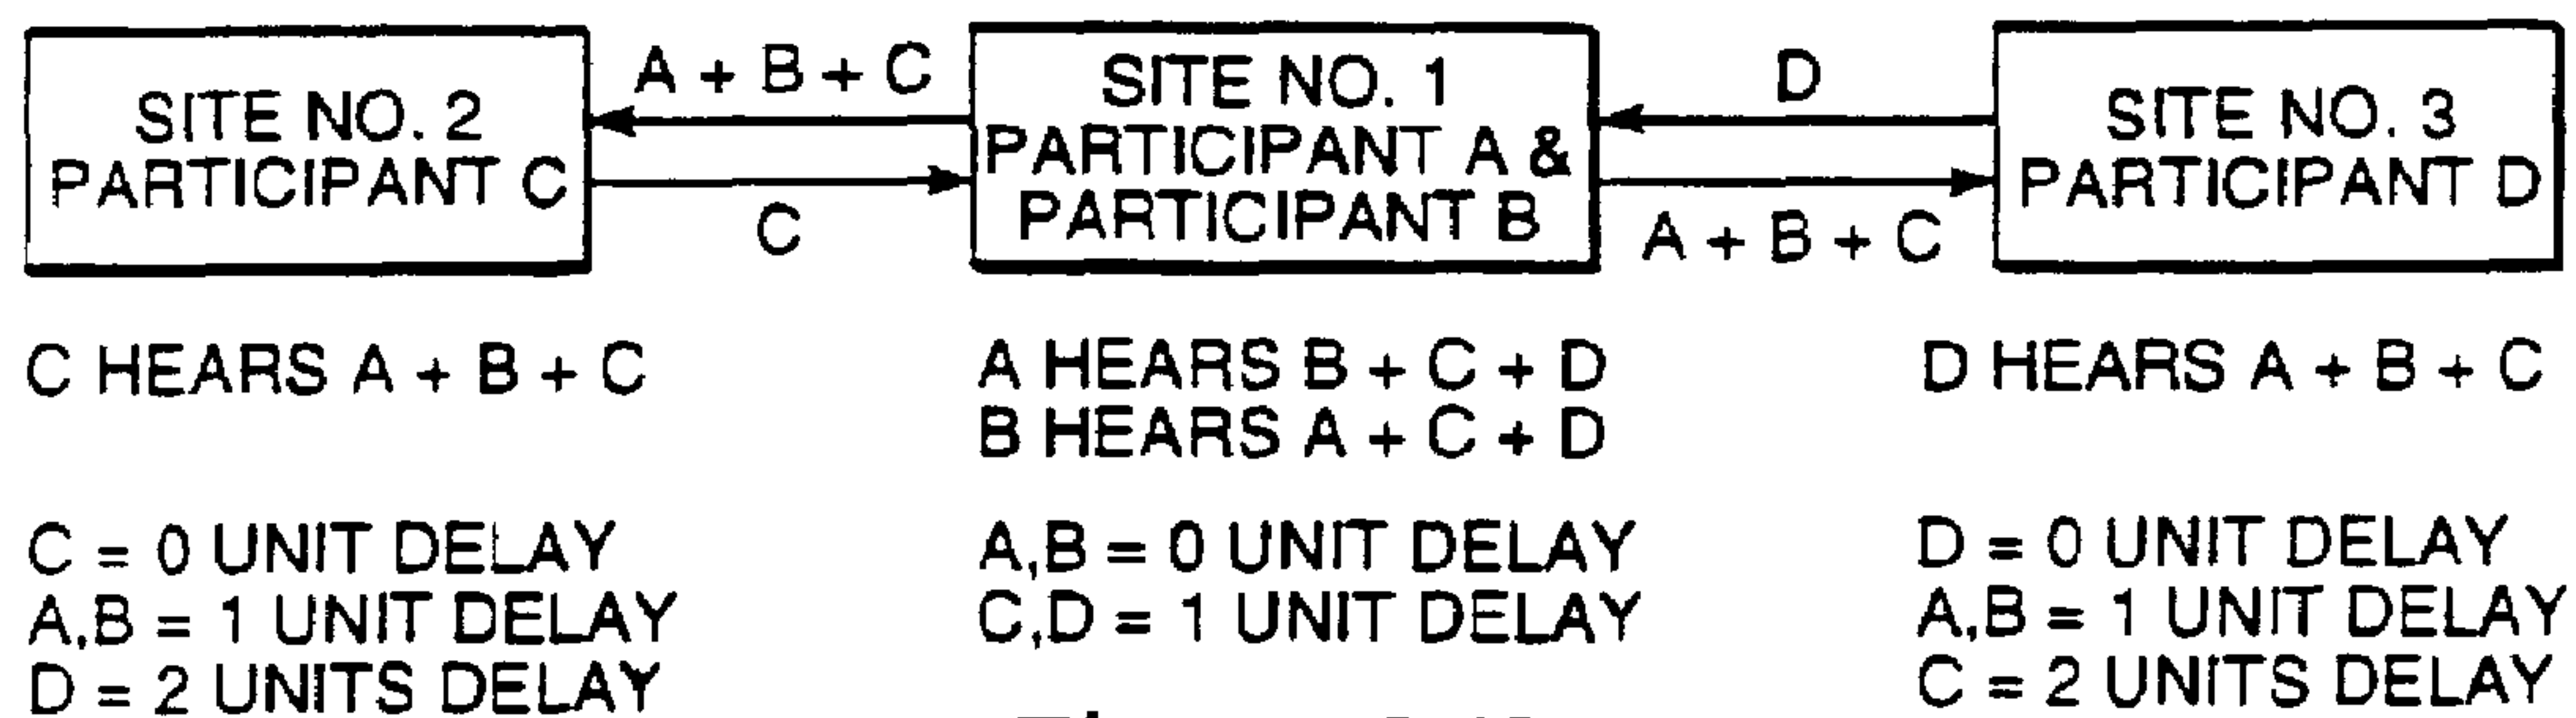 SITE NO. 2
PARTICIPANT C
A + B + C
C
SITE NO. 1
PARTICIPANT A &
PARTICIPANT B
D
A + B + C
SITE NO. 3
PARTICIPANT D
C HEARS A + B + C
A HEARS B + C + D
B HEARS A + C + D
D HEARS A + B + C
C = 0 UNIT DELAY
A,B = 1 UNIT DELAY
D = 2 UNITS DELAY
A,B = 0 UNIT DELAY
C,D = 1 UNIT DELAY
D = 0 UNIT DELAY
A,B = 1 UNIT DELAY
C = 2 UNITS DELAY